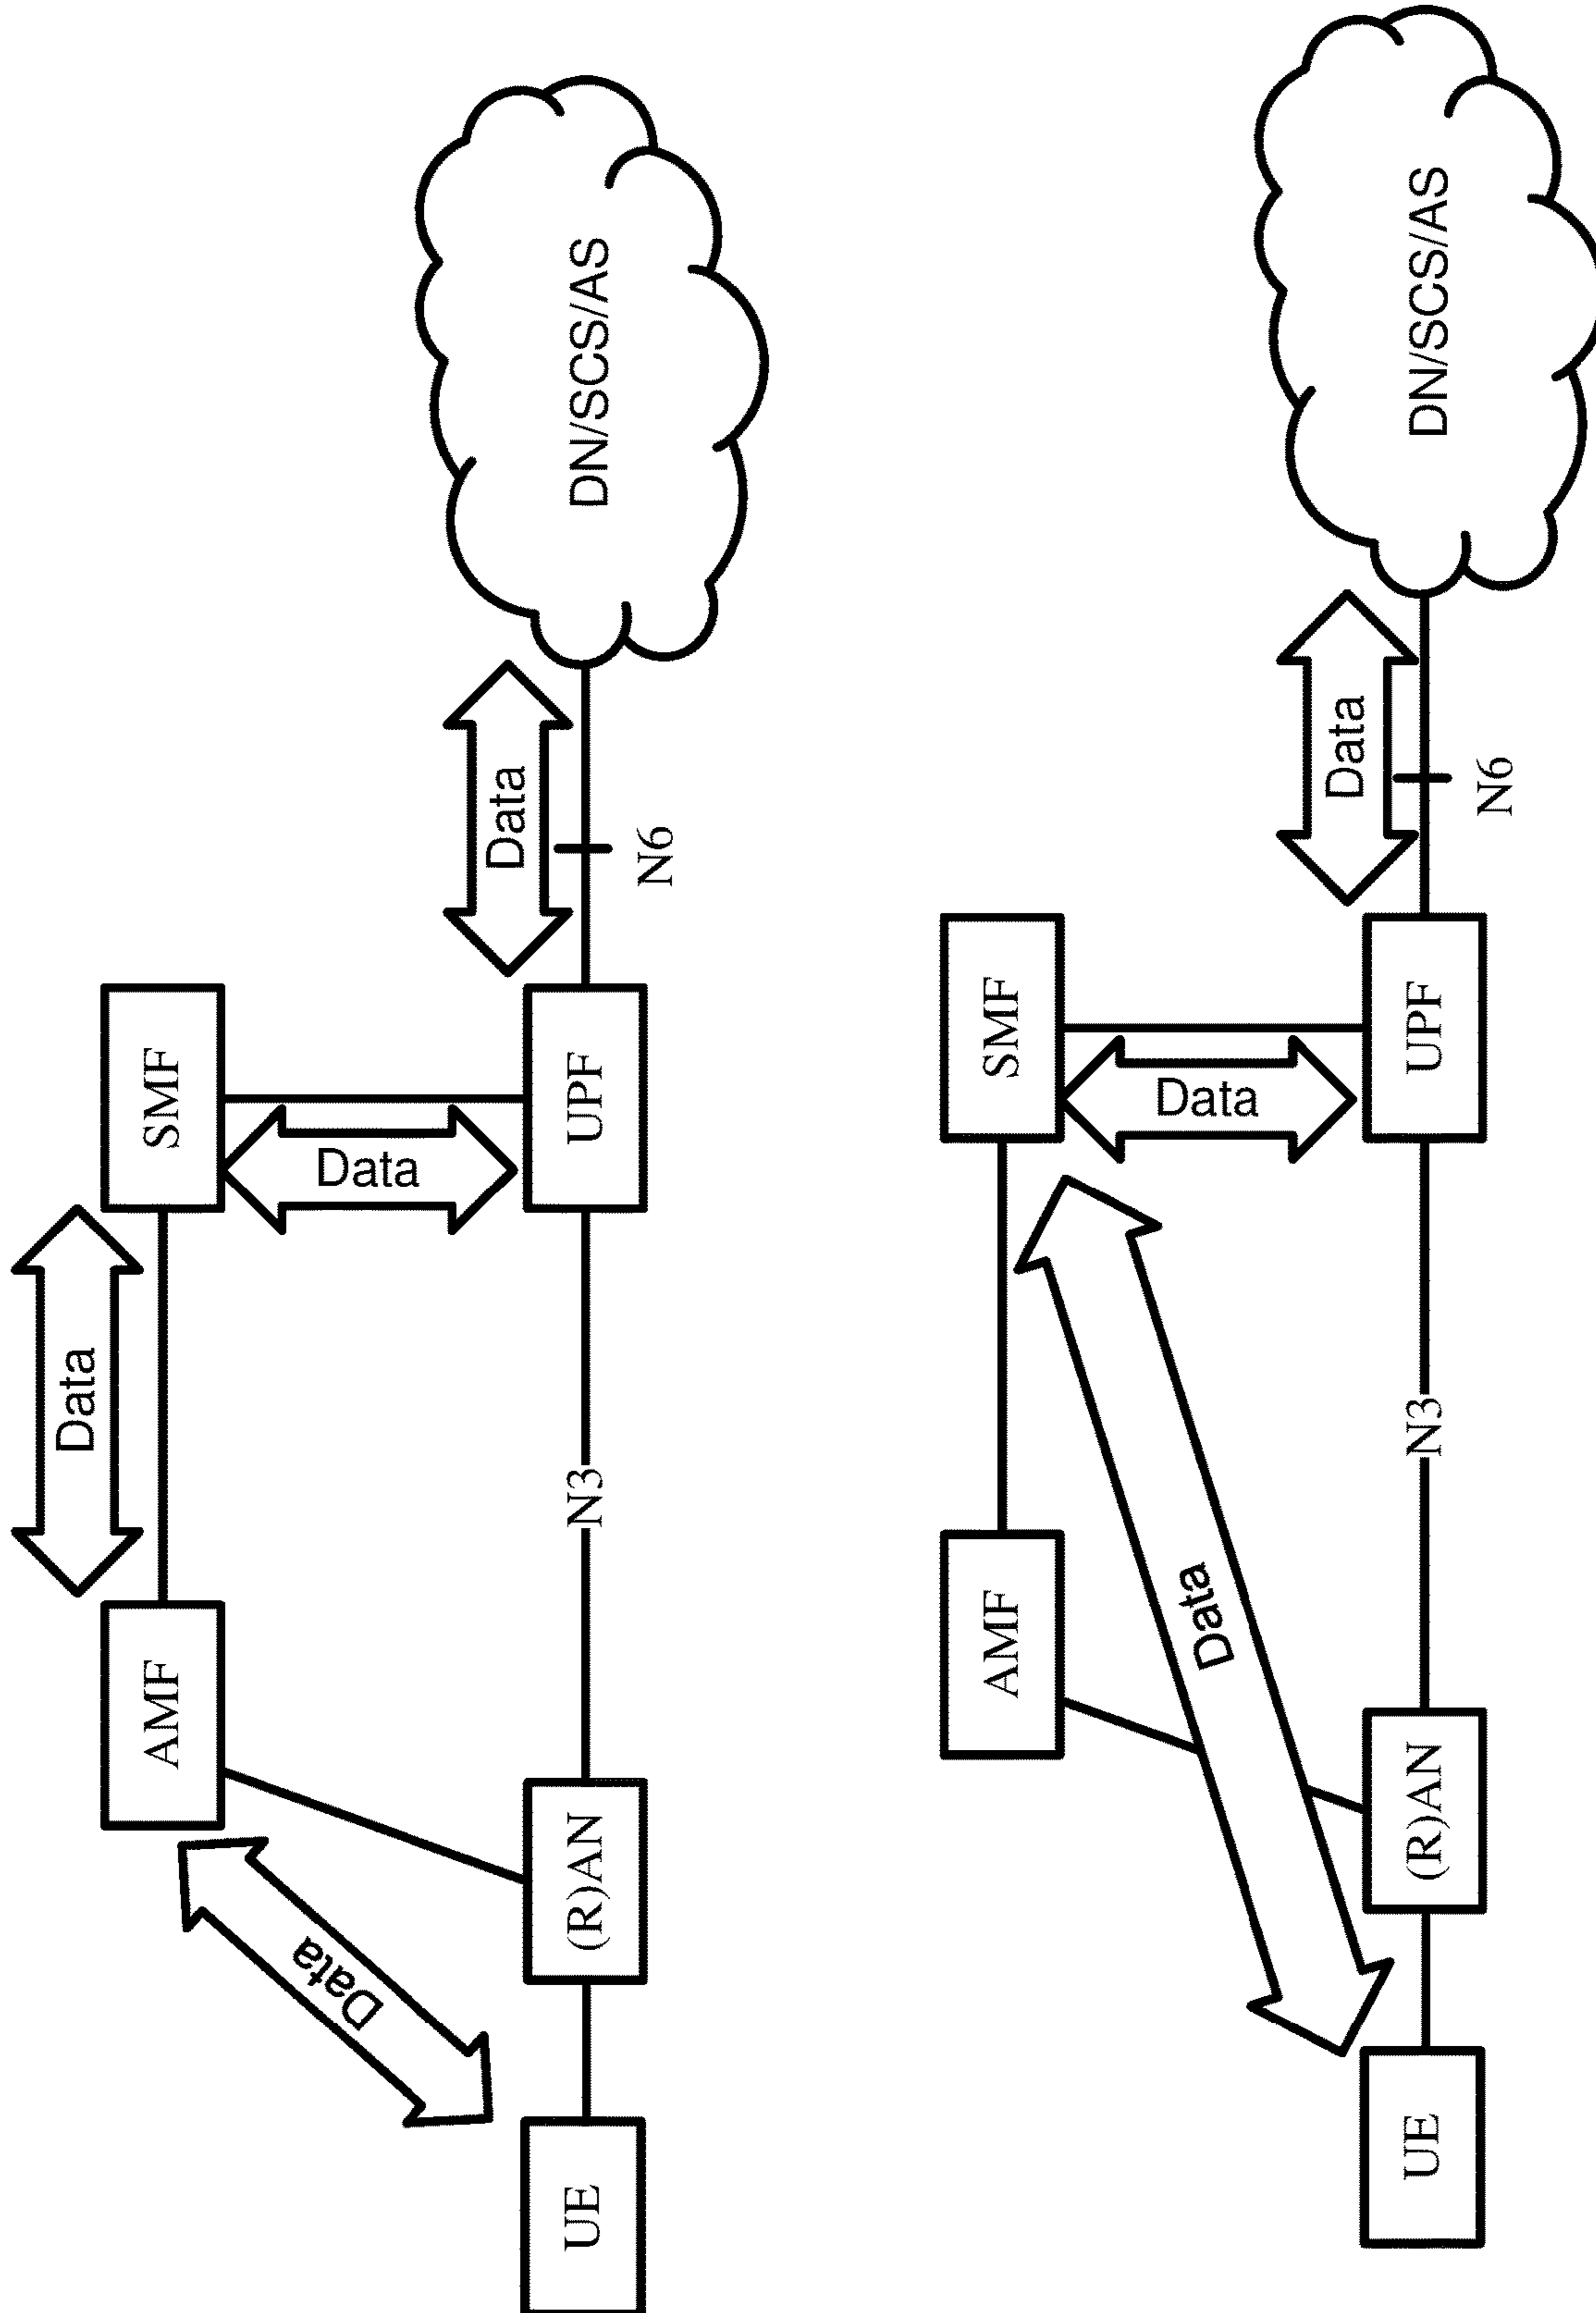 Data
AMF
SMF
Data
Data
Data
UE
(R)AN
N3
UPF
DN/SCS/AS
N6
AMF
SMF
Data
Data
Data
UE
(R)AN
N3
UPF
DN/SCS/AS
N6